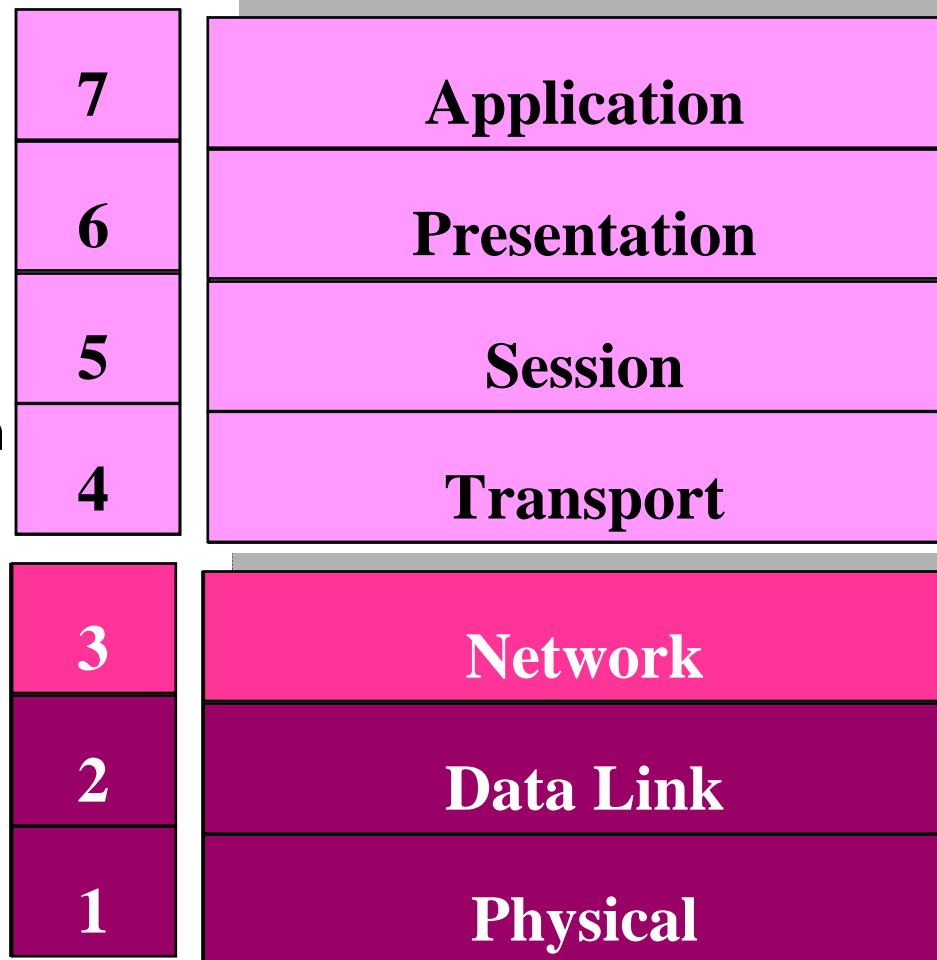 7 Application
6 Presentation
5 Session
4 Transport
3 Network
2 Data Link
1 Physical